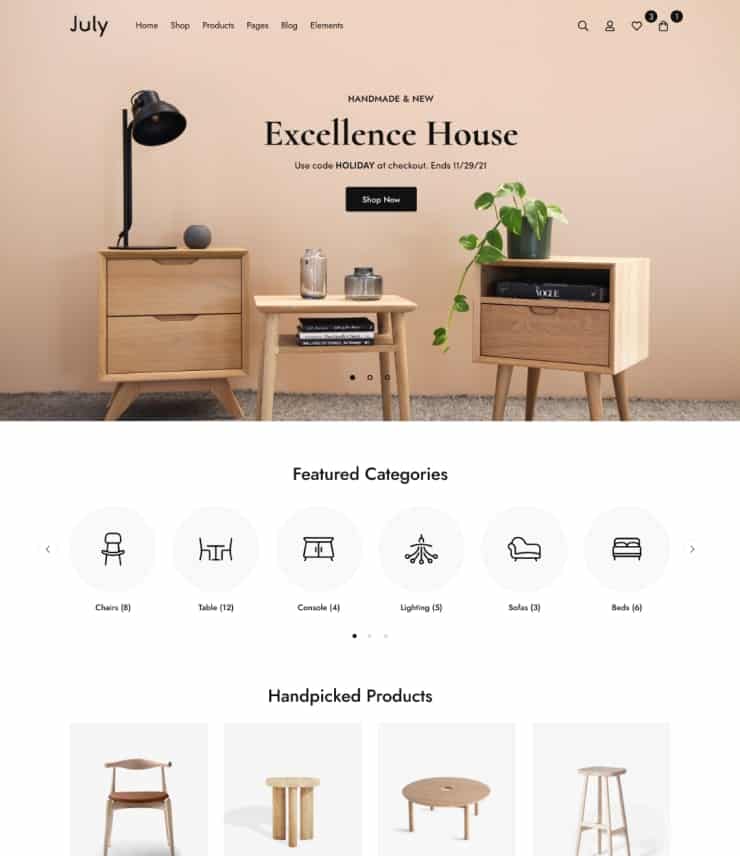 July
Home Shop Products Pages Blog Elements
3 1
HANDMADE & NEW
Excellence House
Use code HOLIDAY at checkout. Ends 11/29/21
Shop Now
VOGUE
Featured Categories
Chairs (8) Table (12) Console (4) Lighting (5) Sofas (3) Beds (6)
Handpicked Products